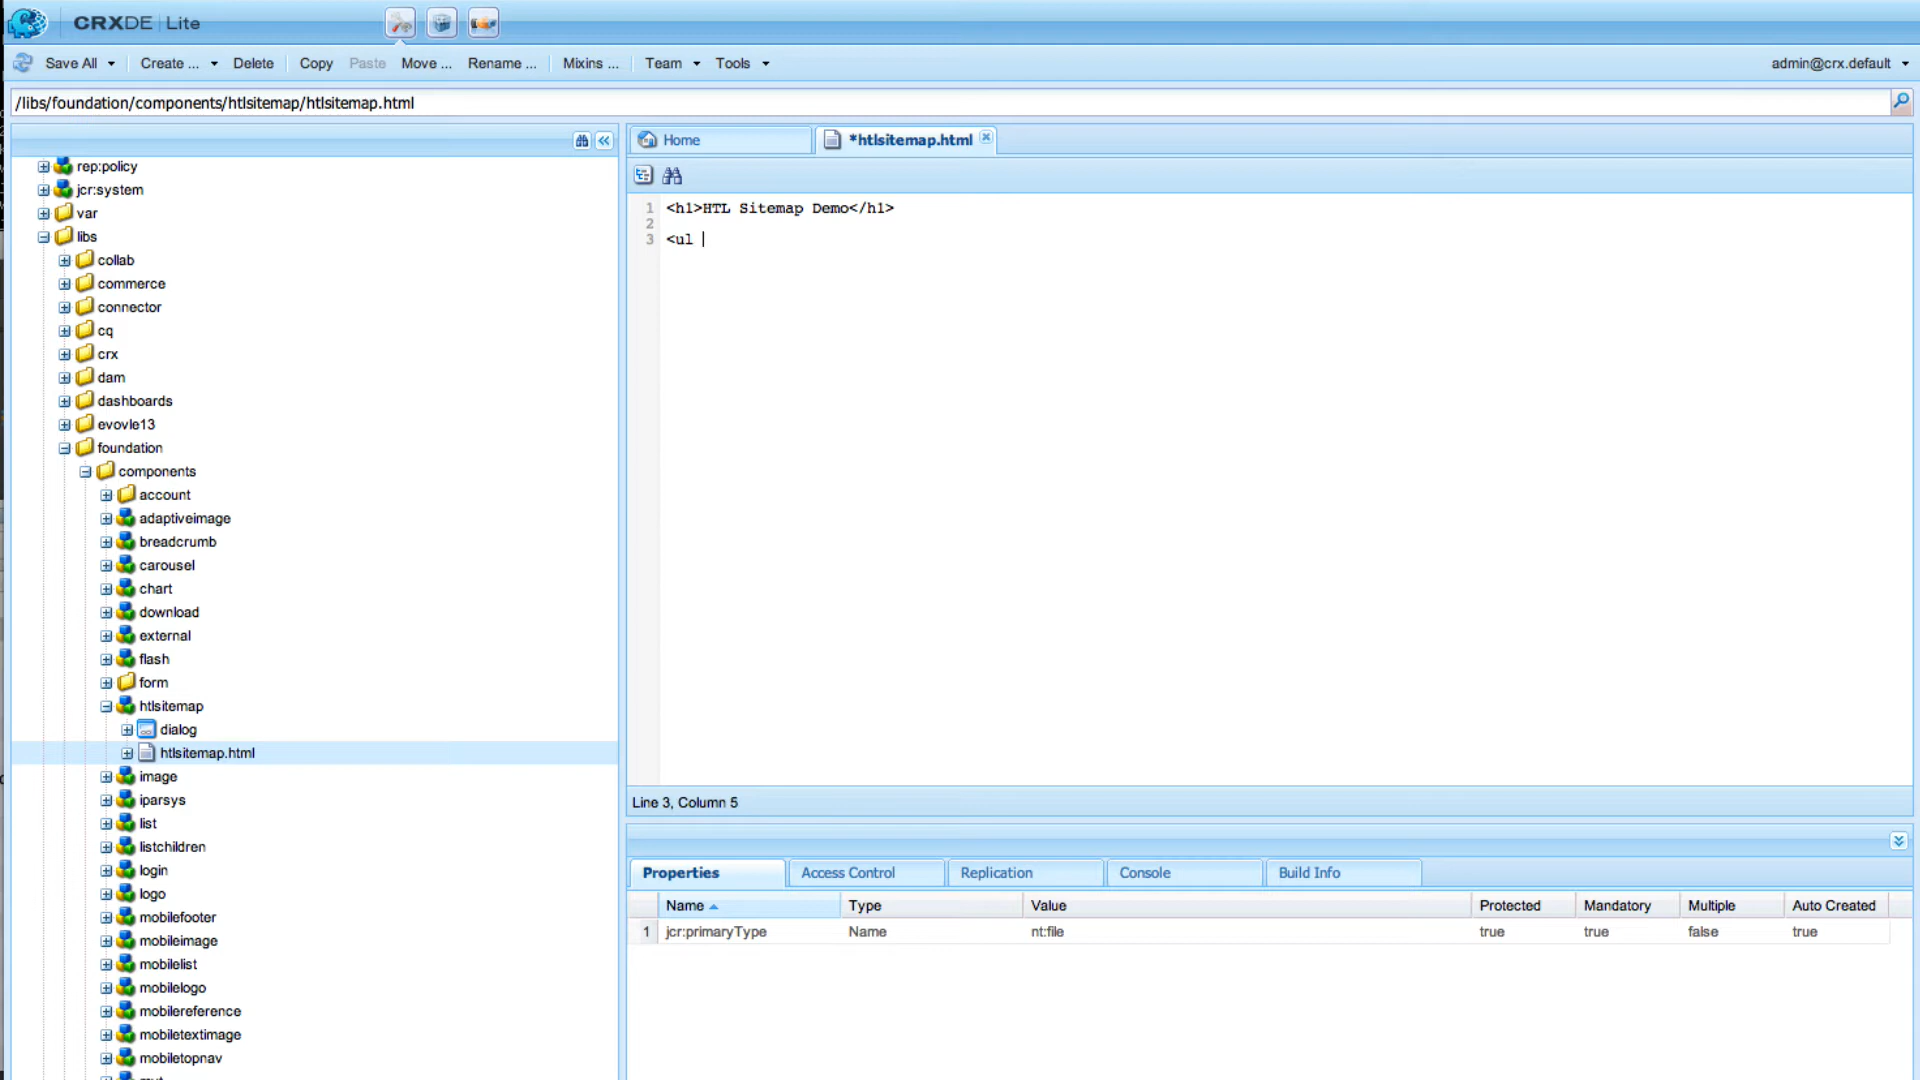 CRXDE | Lite
Save All Create ... Delete Copy Paste Move ... Rename ... Mixins ... Team Tools admin@crx.default
/libs/foundation/components/htlsitemap/htlsitemap.html
rep:policy
jcr:system
var
libs
collab
commerce
connector
cq
crx
dam
dashboards
evovle13
foundation
components
account
adaptiveimage
breadcrumb
carousel
chart
download
external
flash
form
htlsitemap
dialog
htlsitemap.html
image
iparsys
list
listchildren
login
logo
mobilefooter
mobileimage
mobilelist
mobilelogo
mobilereference
mobiletextimage
mobiletopnav
Home *htlsitemap.html
1 <h1>HTL Sitemap Demo</h1>
2
3 <ul
Line 3, Column 5
Properties Access Control Replication Console Build Info
Name Type Value Protected Mandatory Multiple Auto Created
1 jcr:primaryType Name nt:file true true false true